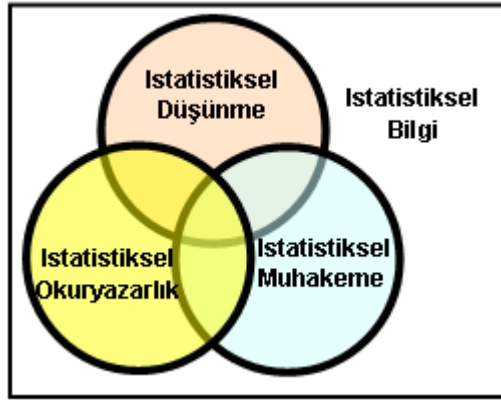 Istatistiksel
Düşünme
Istatistiksel
Bilgi
Istatistiksel
Okuryazarlık
Istatistiksel
Muhakeme